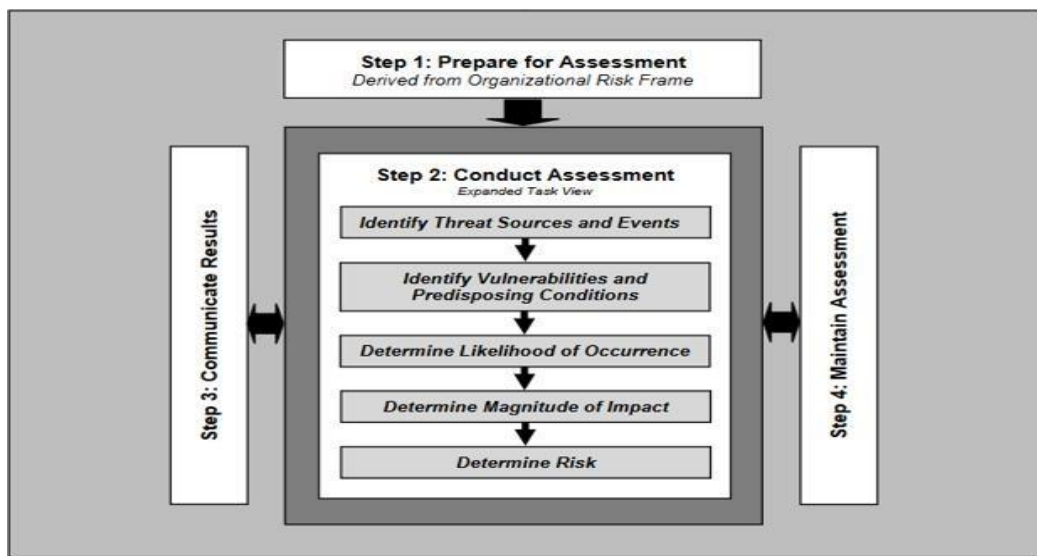 Step 1: Prepare for Assessment
Derived from Organizational Risk Frame
Step 2: Conduct Assessment
Expanded Task View
Identify Threat Sources and Events
Identify Vulnerabilities and
Predisposing Conditions
Determine Likelihood of Occurrence
Determine Magnitude of Impact
Determine Risk
Step 3: Communicate Results
Step 4: Maintain Assessment